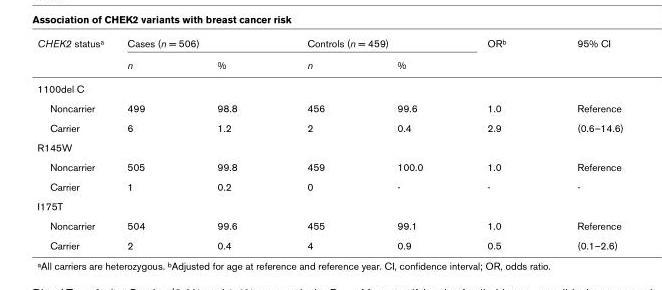 Association of CHEK2 variants with breast cancer risk
CHEK2 statusᵃ Cases (n = 506) Controls (n = 459) ORᵇ 95% CI
n % n %
1100del C
Noncarrier 499 98.8 456 99.6 1.0 Reference
Carrier 6 1.2 2 0.4 2.9 (0.6–14.6)
R145W
Noncarrier 505 99.8 459 100.0 1.0 Reference
Carrier 1 0.2 0 - - -
I175T
Noncarrier 504 99.6 455 99.1 1.0 Reference
Carrier 2 0.4 4 0.9 0.5 (0.1–2.6)
ᵃAll carriers are heterozygous. ᵇAdjusted for age at reference and reference year. CI, confidence interval; OR, odds ratio.